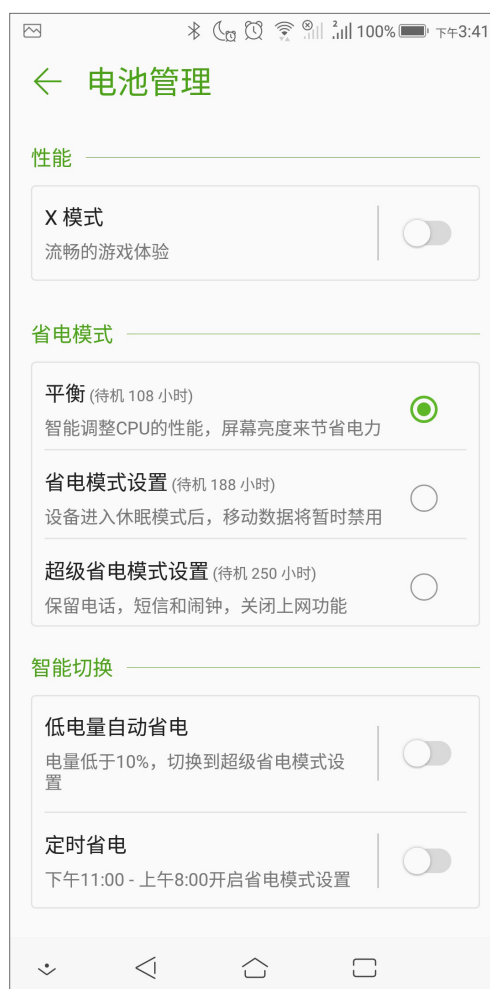 2 100% 下午3:41
电池管理
性能
X 模式
流畅的游戏体验
省电模式
平衡 (待机 108 小时)
智能调整CPU的性能，屏幕亮度来节省电力
省电模式设置 (待机 188 小时)
设备进入休眠模式后，移动数据将暂时禁用
超级省电模式设置 (待机 250 小时)
保留电话，短信和闹钟，关闭上网功能
智能切换
低电量自动省电
电量低于10%，切换到超级省电模式设
置
定时省电
下午11:00 - 上午8:00开启省电模式设置